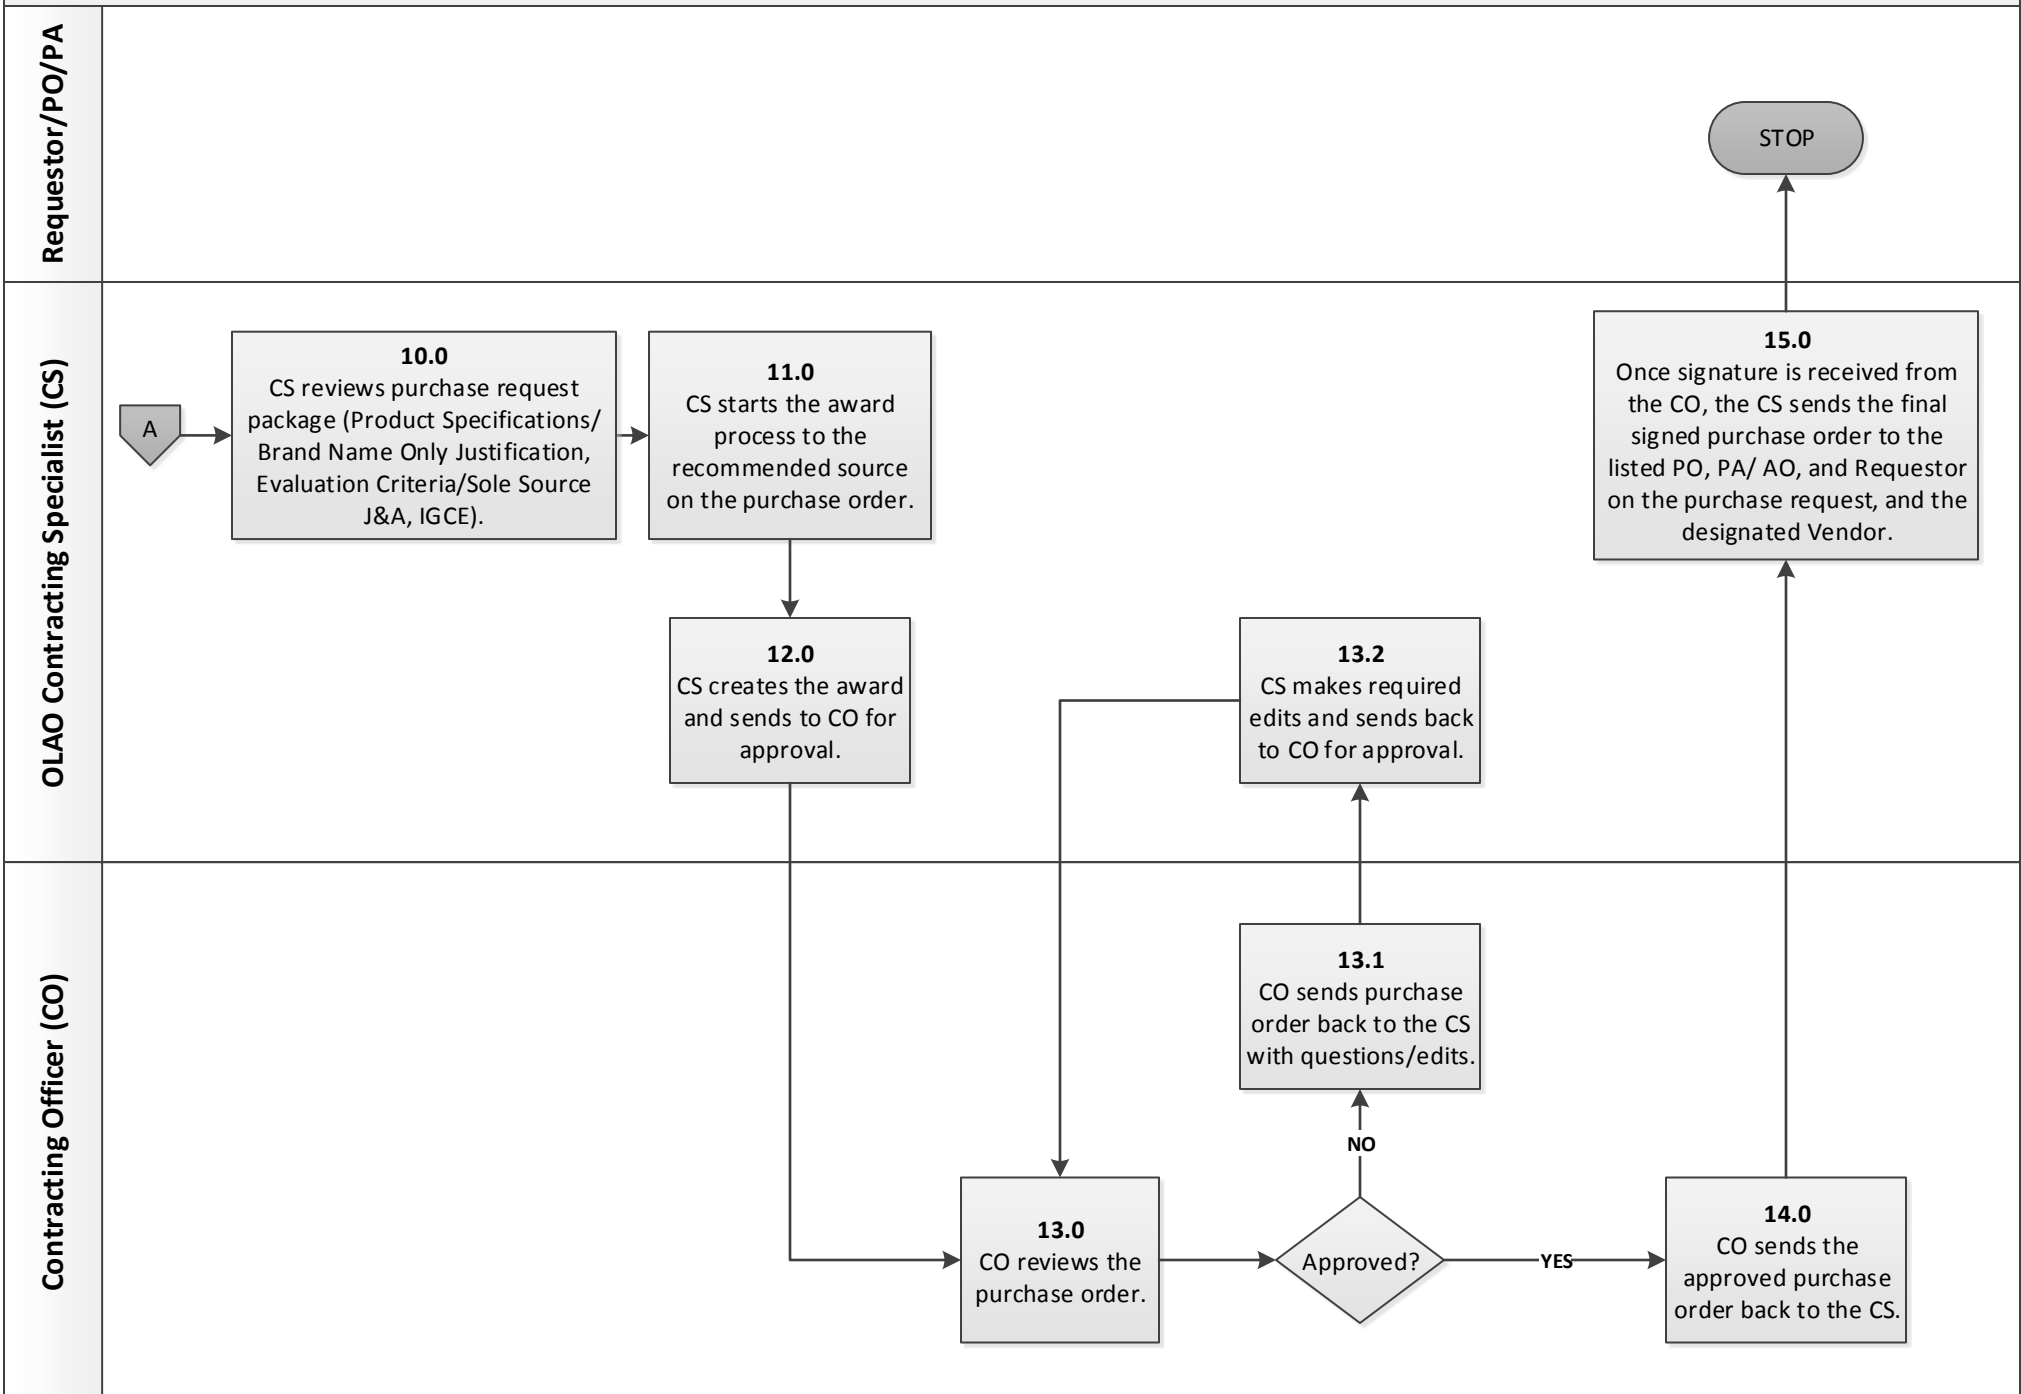 Requestor/PO/PA
STOP
OLAO Contracting Specialist (CS)
A
10.0
CS reviews purchase request
package (Product Specifications/
Brand Name Only Justification,
Evaluation Criteria/Sole Source
J&A, IGCE).
11.0
CS starts the award
process to the
recommended source
on the purchase order.
15.0
Once signature is received from
the CO, the CS sends the final
signed purchase order to the
listed PO, PA/ AO, and Requestor
on the purchase request, and the
designated Vendor.
12.0
CS creates the award
and sends to CO for
approval.
13.2
CS makes required
edits and sends back
to CO for approval.
Contracting Officer (CO)
13.1
CO sends purchase
order back to the CS
with questions/edits.
NO
13.0
CO reviews the
purchase order.
Approved?
YES
14.0
CO sends the
approved purchase
order back to the CS.